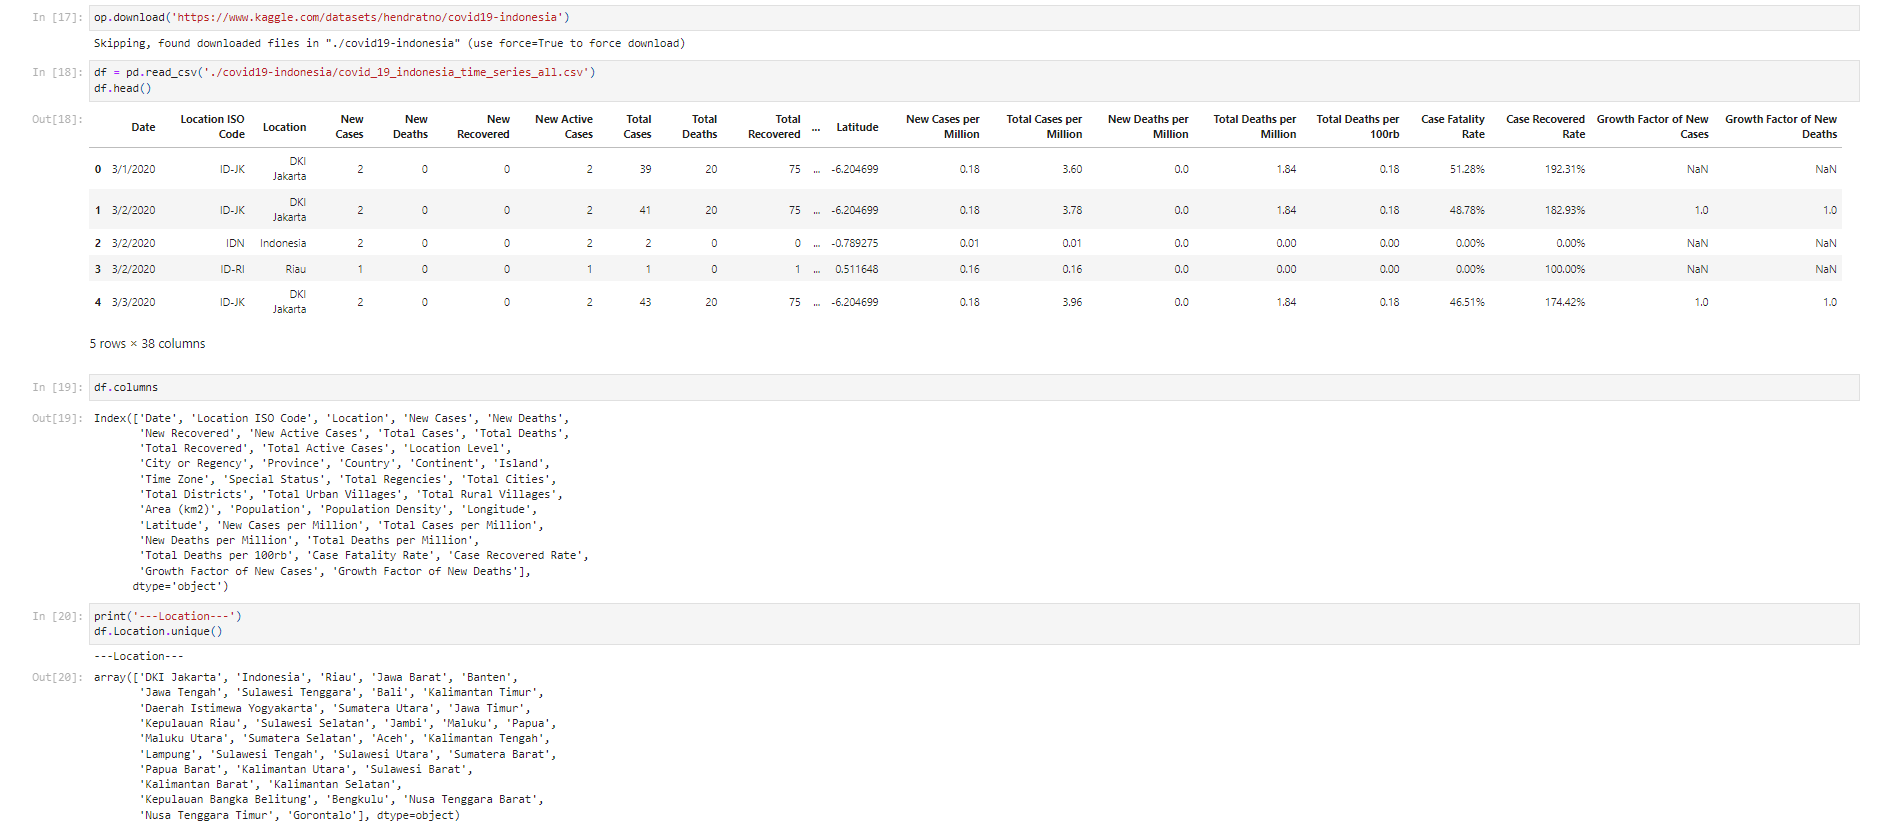 In [17]: op.download('https://www.kaggle.com/datasets/hendratno/covid19-indonesia')
Skipping, found downloaded files in "./covid19-indonesia" (use force=True to force download)
In [18]: df = pd.read_csv('./covid19-indonesia/covid_19_indonesia_time_series_all.csv')
df.head()
Out[18]:
Date Location ISO Code Location New Cases New Deaths New Recovered New Active Cases Total Cases Total Deaths Total Recovered ... Latitude New Cases per Million Total Cases per Million New Deaths per Million Total Deaths per Million Total Deaths per 100rb Case Fatality Rate Case Recovered Rate Growth Factor of New Cases Growth Factor of New Deaths
0 3/1/2020 ID-JK DKI Jakarta 2 0 0 2 39 20 75 ... -6.204699 0.18 3.60 0.0 1.84 0.18 51.28% 192.31% NaN NaN
1 3/2/2020 ID-JK DKI Jakarta 2 0 0 2 41 20 75 ... -6.204699 0.18 3.78 0.0 1.84 0.18 48.78% 182.93% 1.0 1.0
2 3/2/2020 IDN Indonesia 2 0 0 2 2 0 0 ... -0.789275 0.01 0.01 0.0 0.00 0.00 0.00% 0.00% NaN NaN
3 3/2/2020 ID-RI Riau 1 0 0 1 1 0 1 ... 0.511648 0.16 0.16 0.0 0.00 0.00 0.00% 100.00% NaN NaN
4 3/3/2020 ID-JK DKI Jakarta 2 0 0 2 43 20 75 ... -6.204699 0.18 3.96 0.0 1.84 0.18 46.51% 174.42% 1.0 1.0
5 rows × 38 columns
In [19]: df.columns
Out[19]: Index(['Date', 'Location ISO Code', 'Location', 'New Cases', 'New Deaths',
'New Recovered', 'New Active Cases', 'Total Cases', 'Total Deaths',
'Total Recovered', 'Total Active Cases', 'Location Level',
'City or Regency', 'Province', 'Country', 'Continent', 'Island',
'Time Zone', 'Special Status', 'Total Regencies', 'Total Cities',
'Total Districts', 'Total Urban Villages', 'Total Rural Villages',
'Area (km2)', 'Population', 'Population Density', 'Longitude',
'Latitude', 'New Cases per Million', 'Total Cases per Million',
'New Deaths per Million', 'Total Deaths per Million',
'Total Deaths per 100rb', 'Case Fatality Rate', 'Case Recovered Rate',
'Growth Factor of New Cases', 'Growth Factor of New Deaths'],
dtype='object')
In [20]: print('---Location---')
df.Location.unique()
---Location---
Out[20]: array(['DKI Jakarta', 'Indonesia', 'Riau', 'Jawa Barat', 'Banten',
'Jawa Tengah', 'Sulawesi Tenggara', 'Bali', 'Kalimantan Timur',
'Daerah Istimewa Yogyakarta', 'Sumatera Utara', 'Jawa Timur',
'Kepulauan Riau', 'Sulawesi Selatan', 'Jambi', 'Maluku', 'Papua',
'Maluku Utara', 'Sumatera Selatan', 'Aceh', 'Kalimantan Tengah',
'Lampung', 'Sulawesi Tengah', 'Sulawesi Utara', 'Sumatera Barat',
'Papua Barat', 'Kalimantan Utara', 'Sulawesi Barat',
'Kalimantan Barat', 'Kalimantan Selatan',
'Kepulauan Bangka Belitung', 'Bengkulu', 'Nusa Tenggara Barat',
'Nusa Tenggara Timur', 'Gorontalo'], dtype=object)